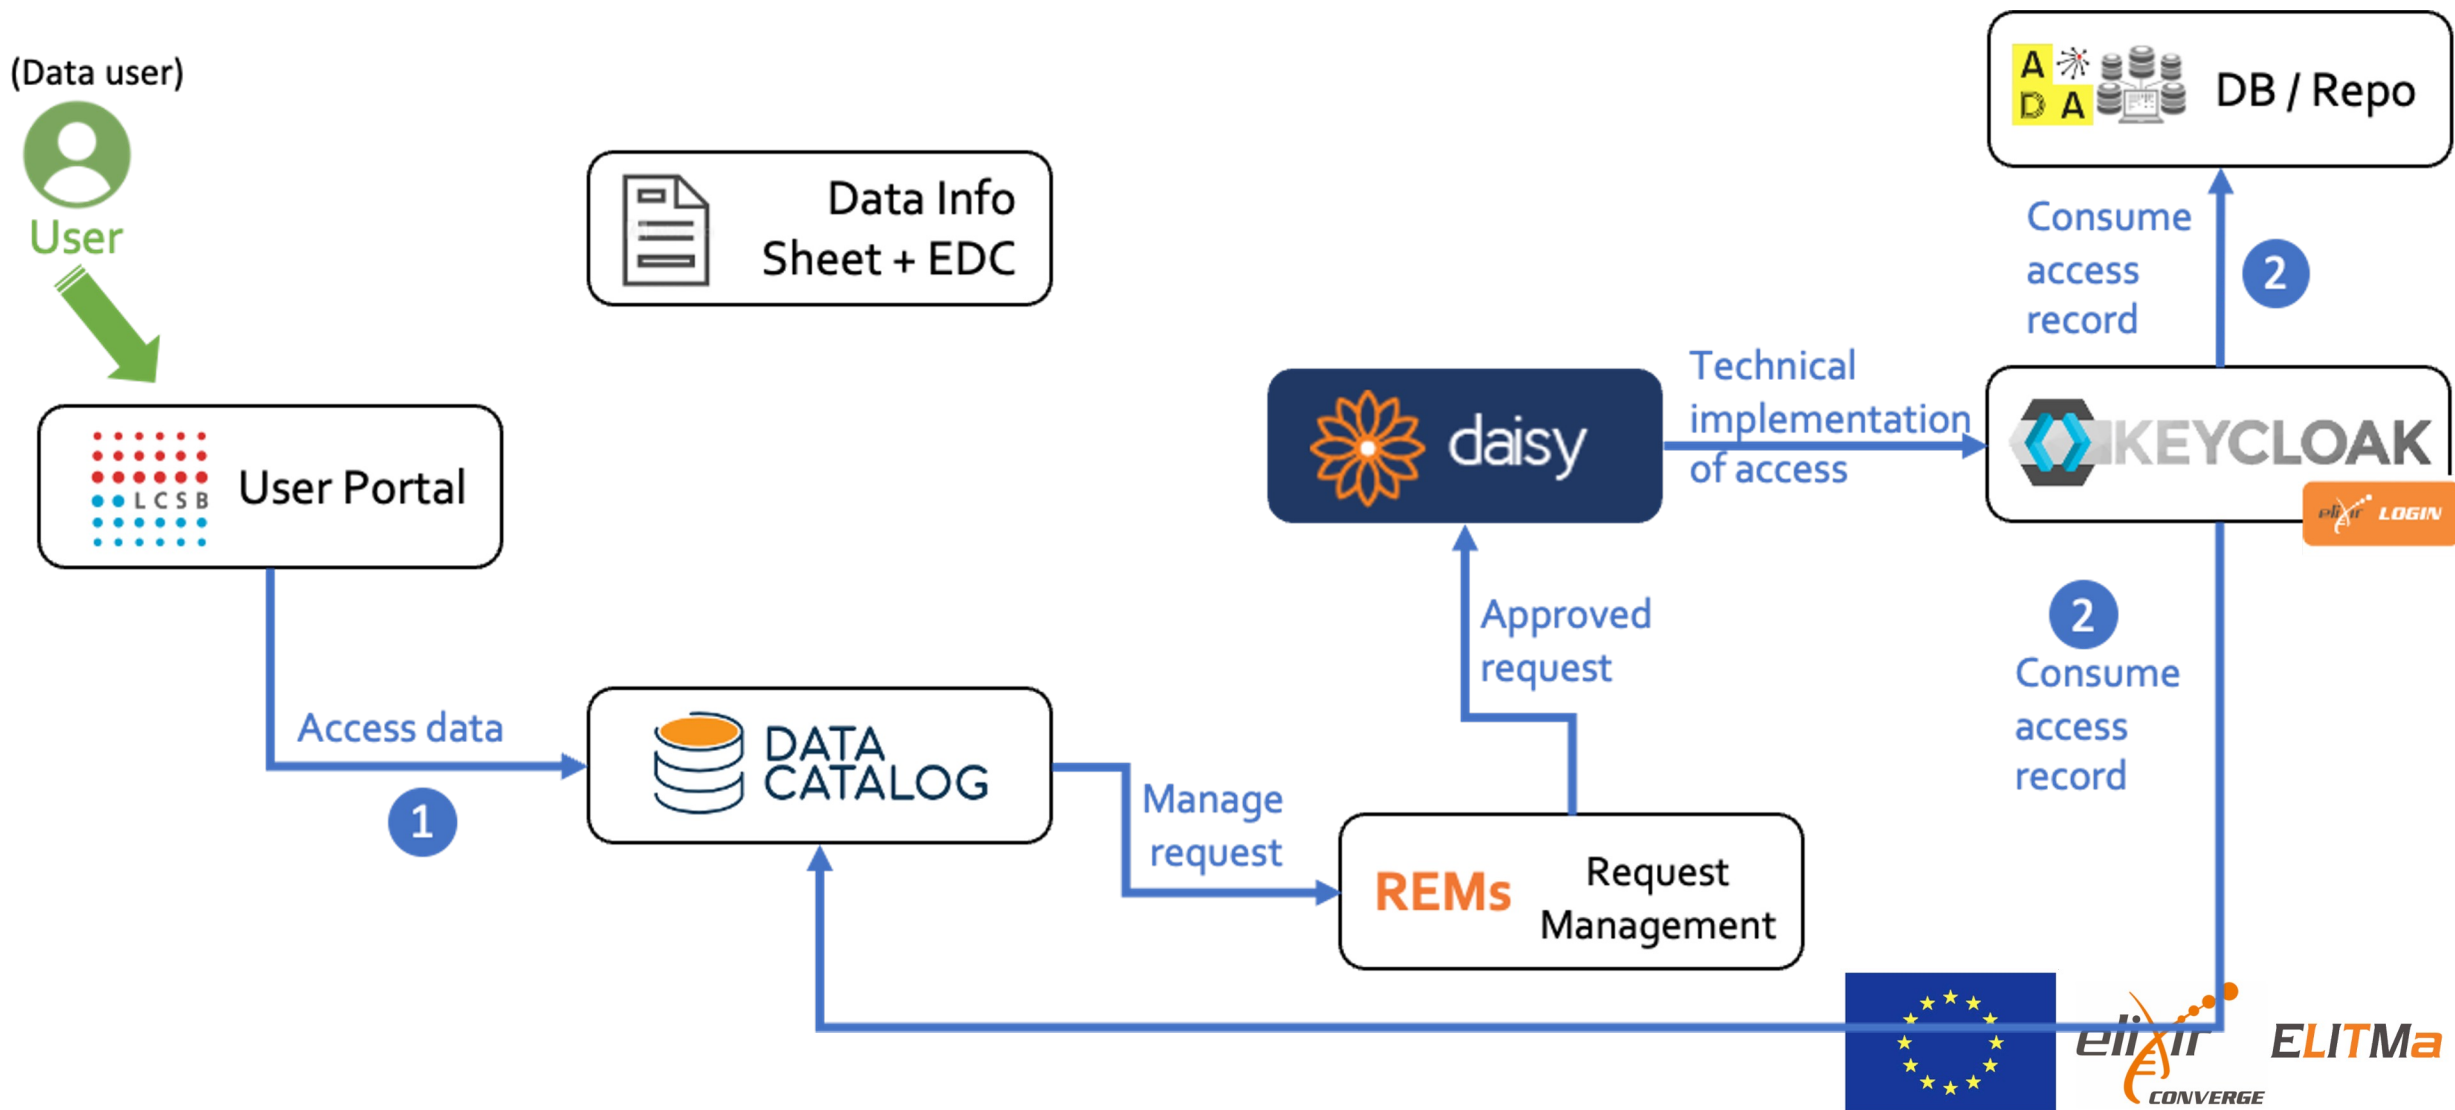 (Data user)
User
A
D A
DB / Repo
Data Info
Sheet + EDC
Consume
access
record
2
LCSB
User Portal
daisy
Technical
implementation
of access
KEYCLOAK
elixir LOGIN
Approved
request
2
Consume
access
record
Access data
1
DATA
CATALOG
Manage
request
REMs
Request
Management
elixir
CONVERGE
ELITMa